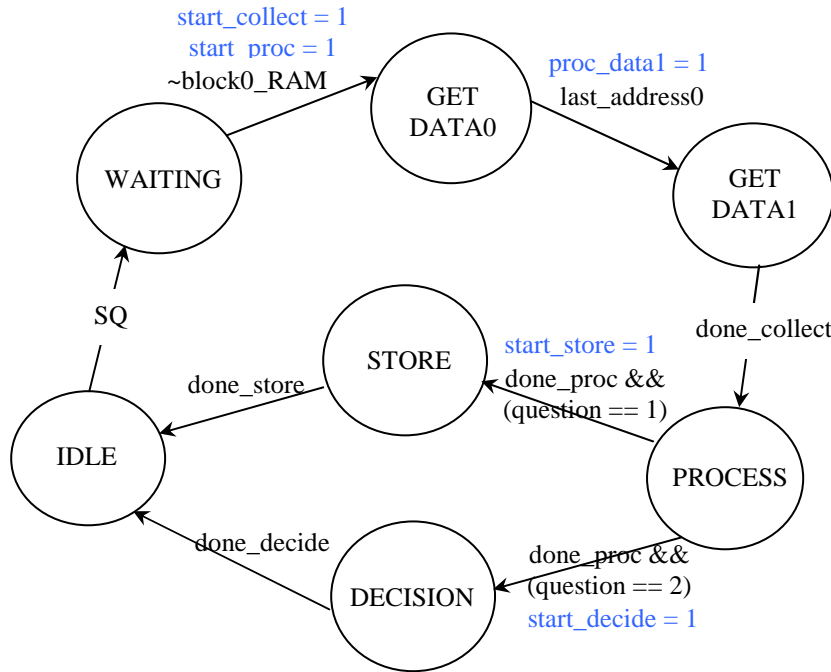 start_collect = 1
start_proc = 1
~block0_RAM
GET
DATA0
proc_data1 = 1
last_address0
WAITING
GET
DATA1
SQ
done_collect
STORE
start_store = 1
done_proc &&
(question == 1)
done_store
IDLE
PROCESS
done_decide
DECISION
done_proc &&
(question == 2)
start_decide = 1